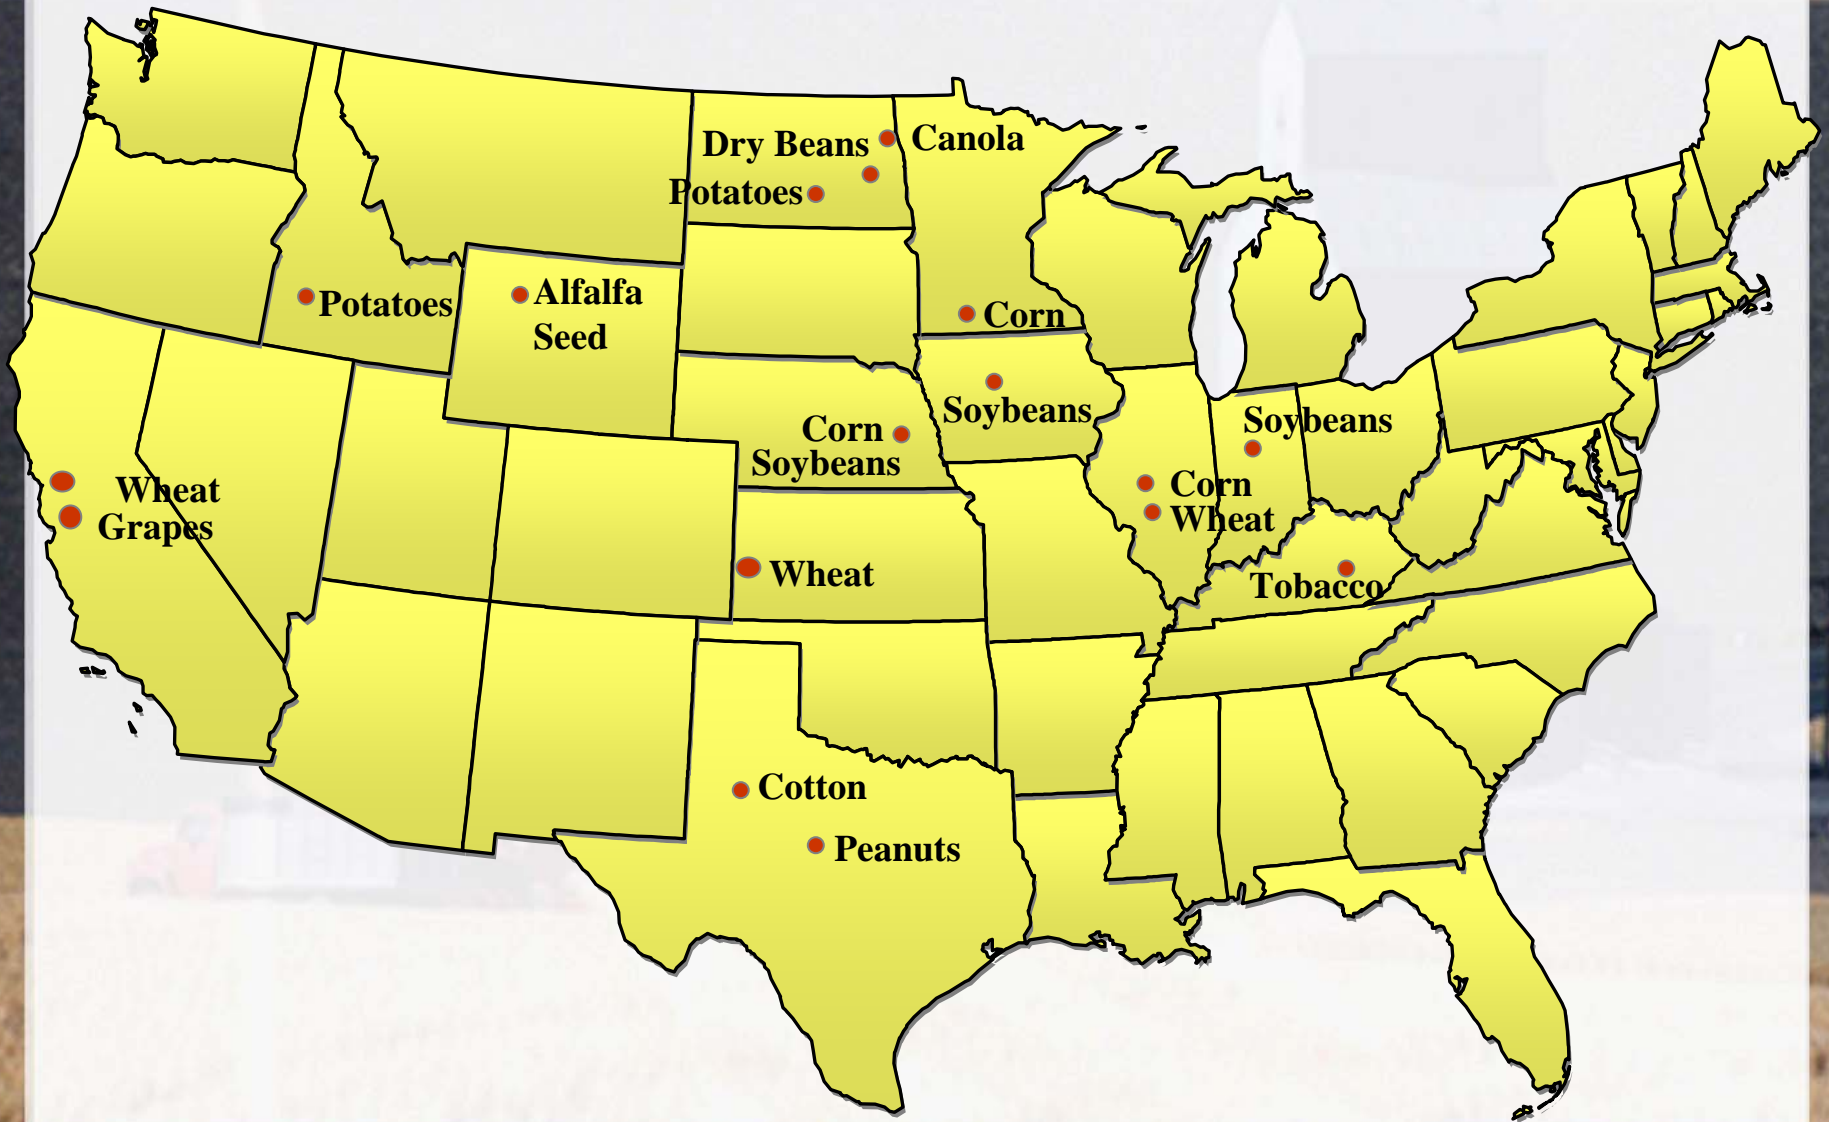 Dry Beans
Canola
Potatoes
Potatoes
Alfalfa
Seed
Corn
Soybeans
Corn
Soybeans
Soybeans
Wheat
Grapes
Corn
Wheat
Wheat
Tobacco
Cotton
Peanuts